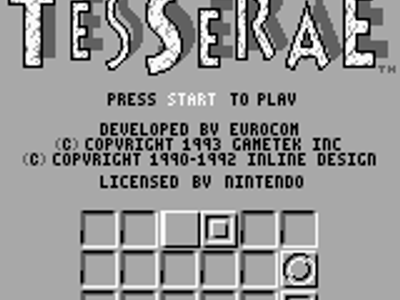 TESSERAE TM
PRESS START TO PLAY
DEVELOPED BY EUROCOM
(C) COPYRIGHT 1993 GAMETEK INC
(C) COPYRIGHT 1990-1992 INLINE DESIGN
LICENSED BY NINTENDO